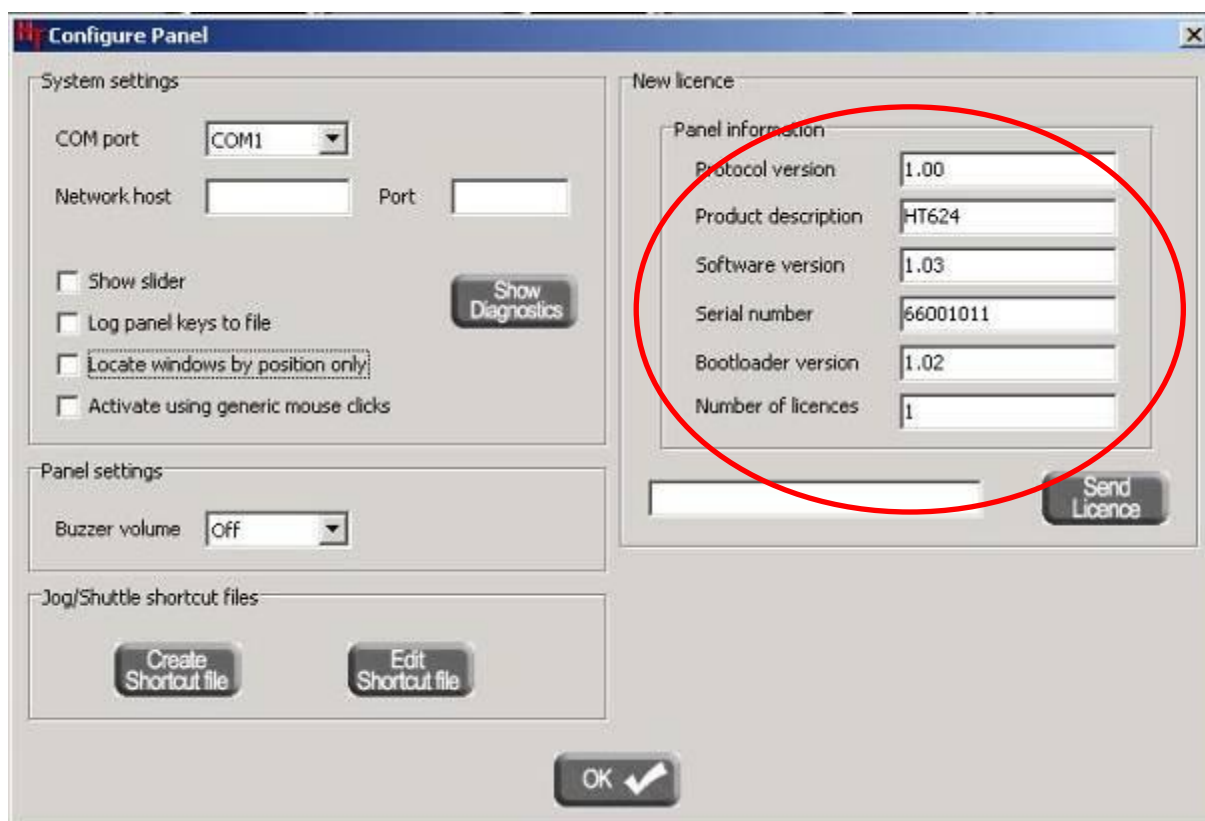 HT Configure Panel
System settings
COM port COM1
Network host Port
Show slider
Log panel keys to file
Locate windows by position only
Activate using generic mouse clicks
Show
Diagnostics
Panel settings
Buzzer volume Off
Jog/Shuttle shortcut files
Create
Shortcut file
Edit
Shortcut file
New licence
Panel information
Protocol version 1.00
Product description HT624
Software version 1.03
Serial number 66001011
Bootloader version 1.02
Number of licences 1
Send
Licence
OK